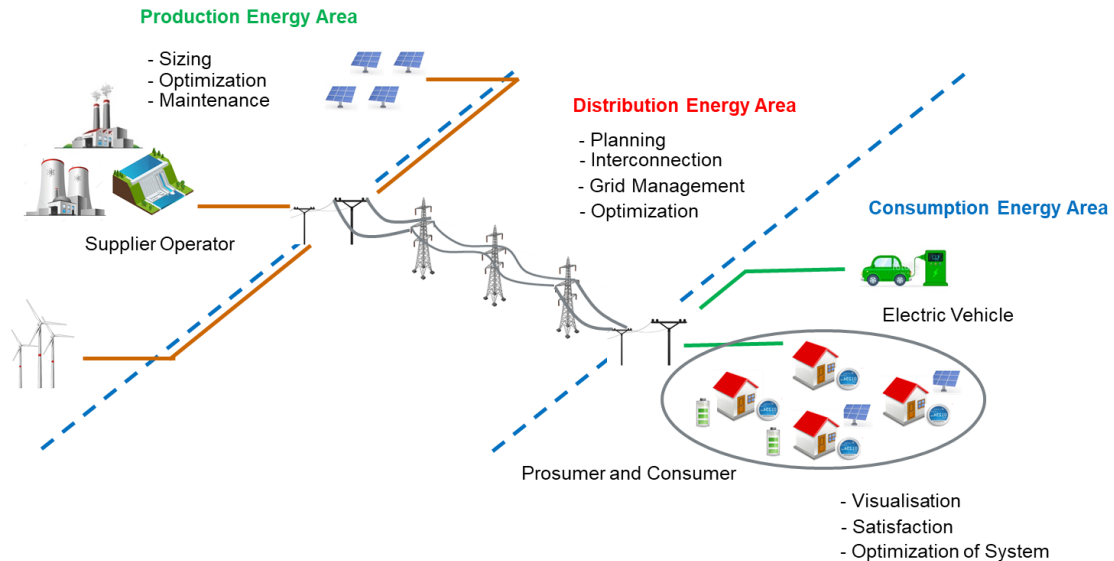 Production Energy Area
- Sizing
- Optimization
- Maintenance
Supplier Operator
Distribution Energy Area
- Planning
- Interconnection
- Grid Management
- Optimization
Consumption Energy Area
Electric Vehicle
Prosumer and Consumer
- Visualisation
- Satisfaction
- Optimization of System